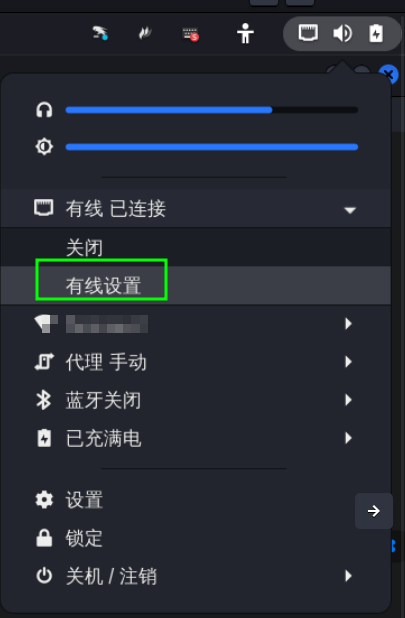 有线 已连接
关闭
有线设置
代理 手动
蓝牙关闭
已充满电
设置
锁定
关机 / 注销